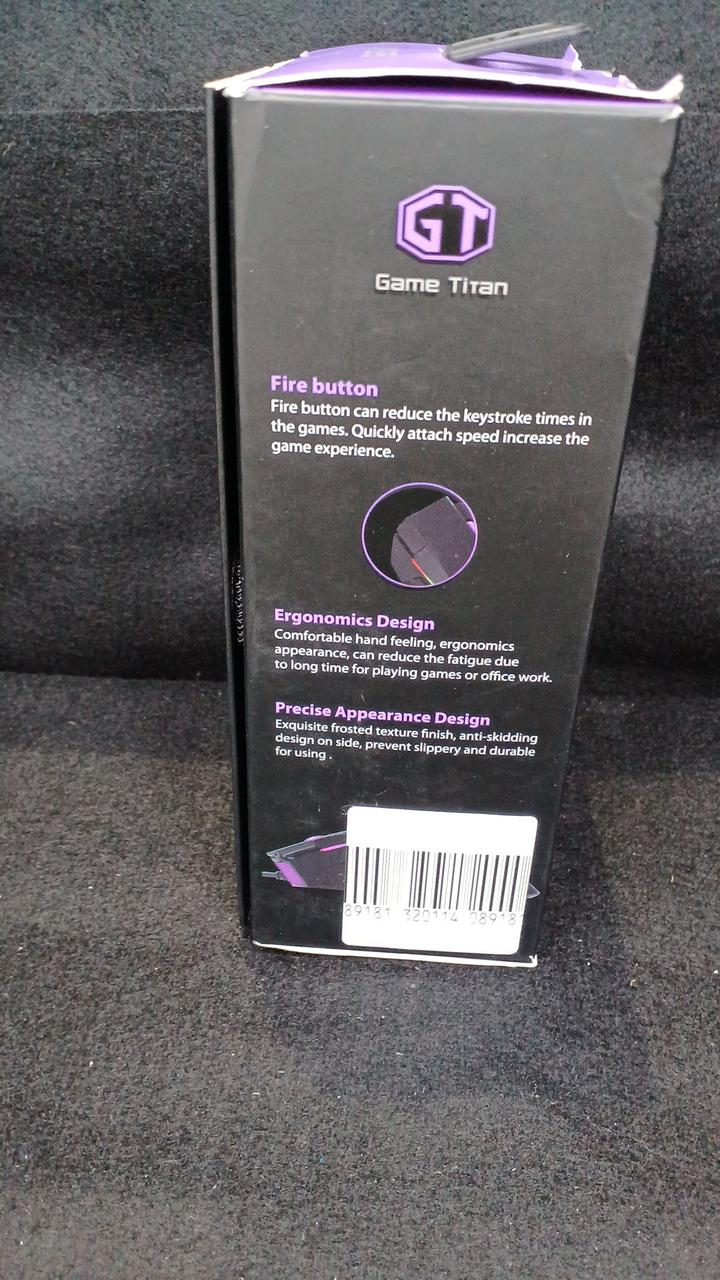 GT
Game Titan
Fire button
Fire button can reduce the keystroke times in
the games. Quickly attach speed increase the
game experience.
Ergonomics Design
Comfortable hand feeling, ergonomics
appearance, can reduce the fatigue due
to long time for playing games or office work.
Precise Appearance Design
Exquisite frosted texture finish, anti-skidding
design on side, prevent slippery and durable
for using .
89181 320114 08918